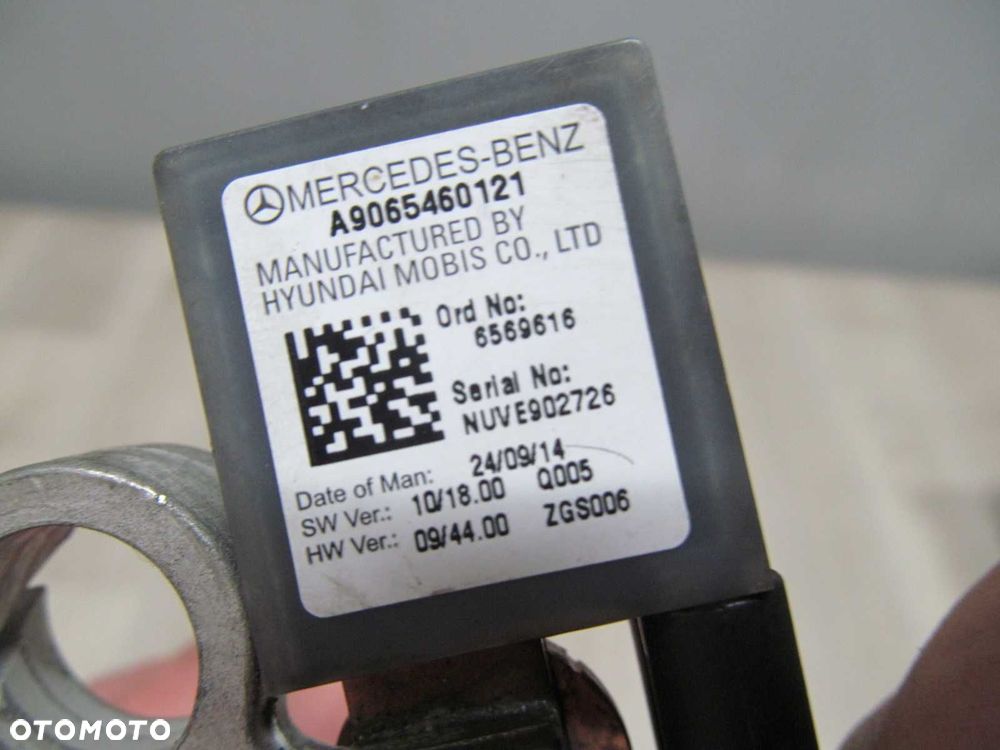 MERCEDES-BENZ
A9065460121
MANUFACTURED BY
HYUNDAI MOBIS CO., LTD
Ord No:
6569616
Serial No:
NUVE902726
Date of Man: 24/09/14
SW Ver.: 10/18.00 Q005
HW Ver.: 09/44.00 ZGS006
OTOMOTO